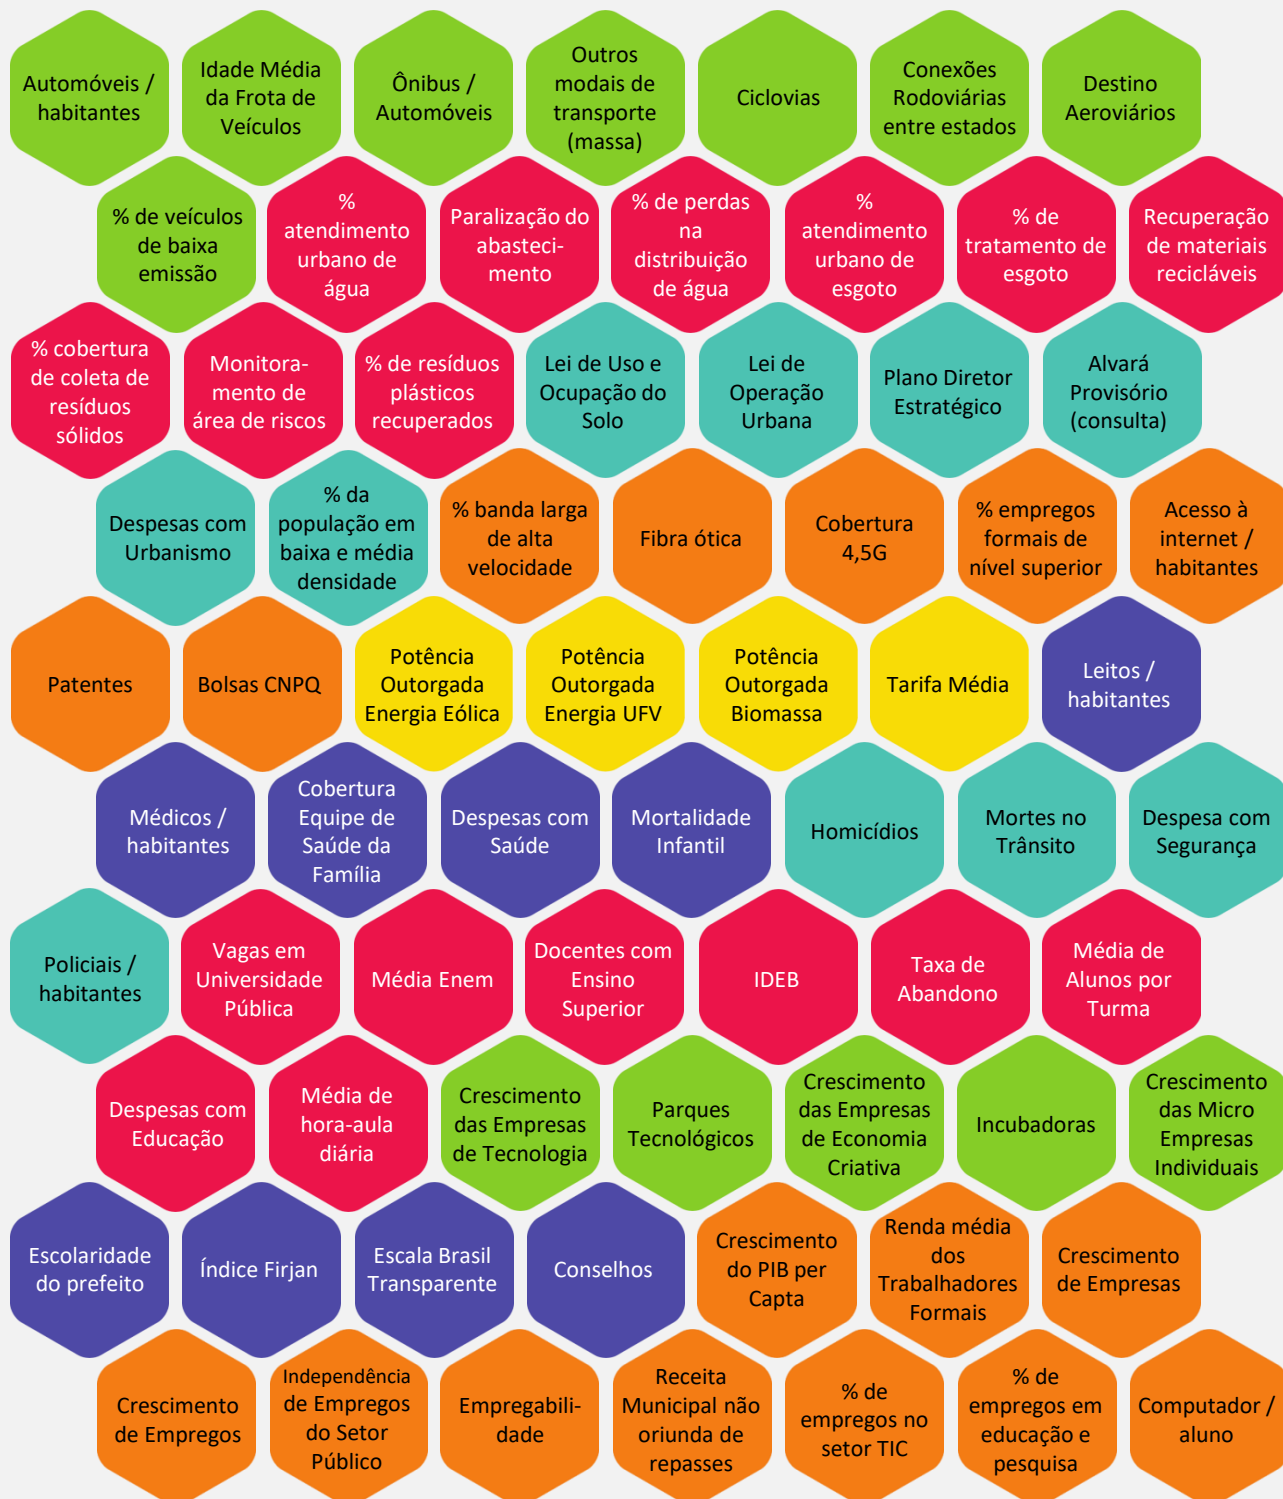 Automóveis /
habitantes
Idade Média
da Frota de
Veículos
Ônibus /
Automóveis
Outros
modais de
transporte
(massa)
Ciclovias
Conexões
Rodoviárias
entre estados
Destino
Aeroviários
% de veículos
de baixa
emissão
%
atendimento
urbano de
água
Paralização do
abasteci-
mento
% de perdas
na
distribuição
de água
%
atendimento
urbano de
esgoto
% de
tratamento de
esgoto
Recuperação
de materiais
recicláveis
% cobertura
de coleta de
resíduos
sólidos
Monitora-
mento de
área de riscos
% de resíduos
plásticos
recuperados
Lei de Uso e
Ocupação do
Solo
Lei de
Operação
Urbana
Plano Diretor
Estratégico
Alvará
Provisório
(consulta)
Despesas com
Urbanismo
% da
população em
baixa e média
densidade
% banda larga
de alta
velocidade
Fibra ótica
Cobertura
4,5G
% empregos
formais de
nível superior
Acesso à
internet /
habitantes
Patentes
Bolsas CNPQ
Potência
Outorgada
Energia Eólica
Potência
Outorgada
Energia UFV
Potência
Outorgada
Biomassa
Tarifa Média
Leitos /
habitantes
Médicos /
habitantes
Cobertura
Equipe de
Saúde da
Família
Despesas com
Saúde
Mortalidade
Infantil
Homicídios
Mortes no
Trânsito
Despesa com
Segurança
Policiais /
habitantes
Vagas em
Universidade
Pública
Média Enem
Docentes com
Ensino
Superior
IDEB
Taxa de
Abandono
Média de
Alunos por
Turma
Despesas com
Educação
Média de
hora-aula
diária
Crescimento
das Empresas
de Tecnologia
Parques
Tecnológicos
Crescimento
das Empresas
de Economia
Criativa
Incubadoras
Crescimento
das Micro
Empresas
Individuais
Escolaridade
do prefeito
Índice Firjan
Escala Brasil
Transparente
Conselhos
Crescimento
do PIB per
Capta
Renda média
dos
Trabalhadores
Formais
Crescimento
de Empresas
Crescimento
de Empregos
Independência
de Empregos
do Setor
Público
Empregabili-
dade
Receita
Municipal não
oriunda de
repasses
% de
empregos no
setor TIC
% de
empregos em
educação e
pesquisa
Computador /
aluno